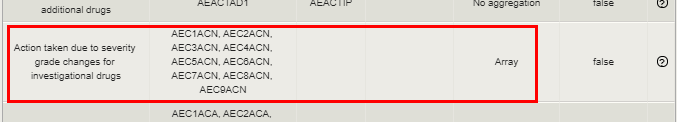 additional drugs AEACTAD1 AEACTIP No aggregation false
Action taken due to severity grade changes for investigational drugs
AEC1ACN, AEC2ACN,
AEC3ACN, AEC4ACN,
AEC5ACN, AEC6ACN,
AEC7ACN, AEC8ACN,
AEC9ACN
Array
false
AEC1ACA, AEC2ACA,